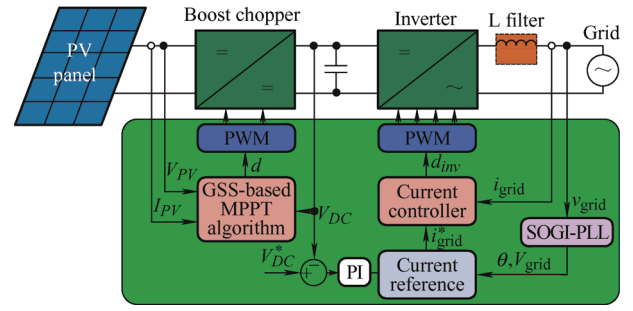 Boost chopper
Inverter
L filter
Grid
PV
panel
=
=
=
~
~
PWM
PWM
V_PV
d
d_inv
i_grid
v_grid
I_PV
GSS-based
MPPT
algorithm
V_DC
Current
controller
SOGI-PLL
i*_grid
V*_DC
+
−
PI
Current
reference
θ,V_grid